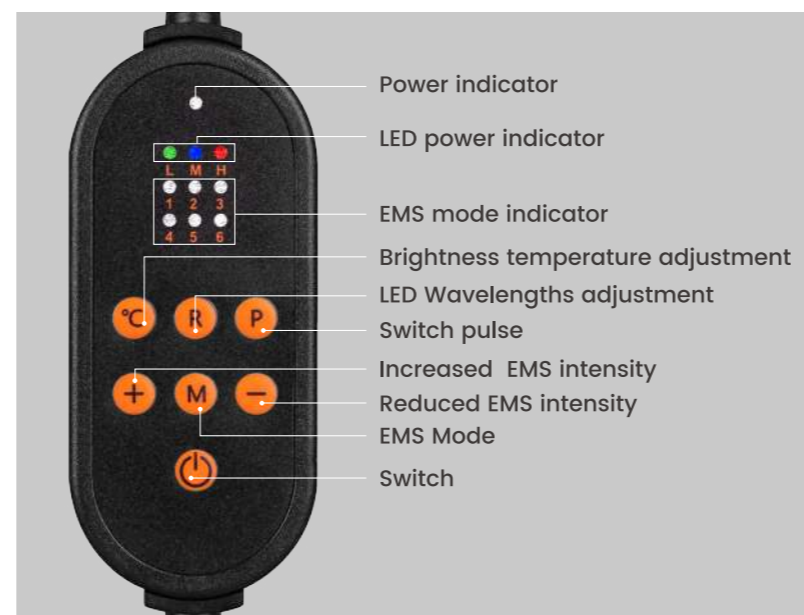 Power indicator
LED power indicator
L M H
1 2 3
EMS mode indicator
4 5 6
Brightness temperature adjustment
LED Wavelengths adjustment
°C R P
Switch pulse
Increased EMS intensity
+ M −
Reduced EMS intensity
EMS Mode
Switch